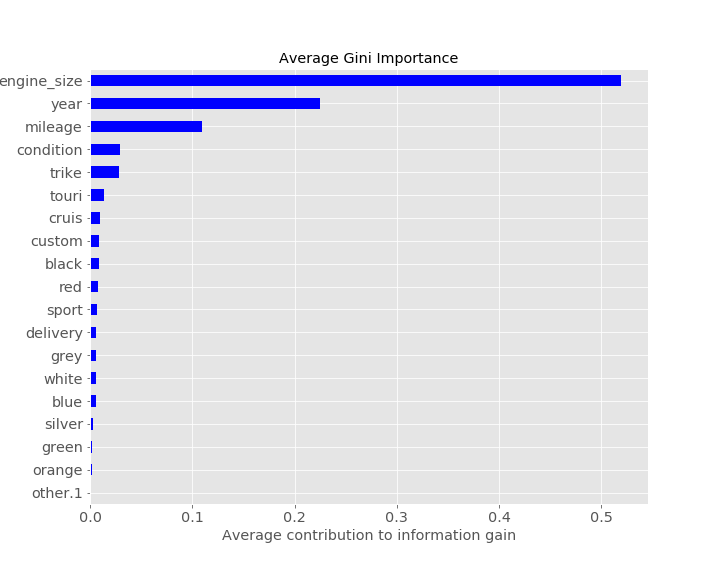 Average Gini Importance
engine_size
year
mileage
condition
trike
touri
cruis
custom
black
red
sport
delivery
grey
white
blue
silver
green
orange
other.1
0.0 0.1 0.2 0.3 0.4 0.5
Average contribution to information gain